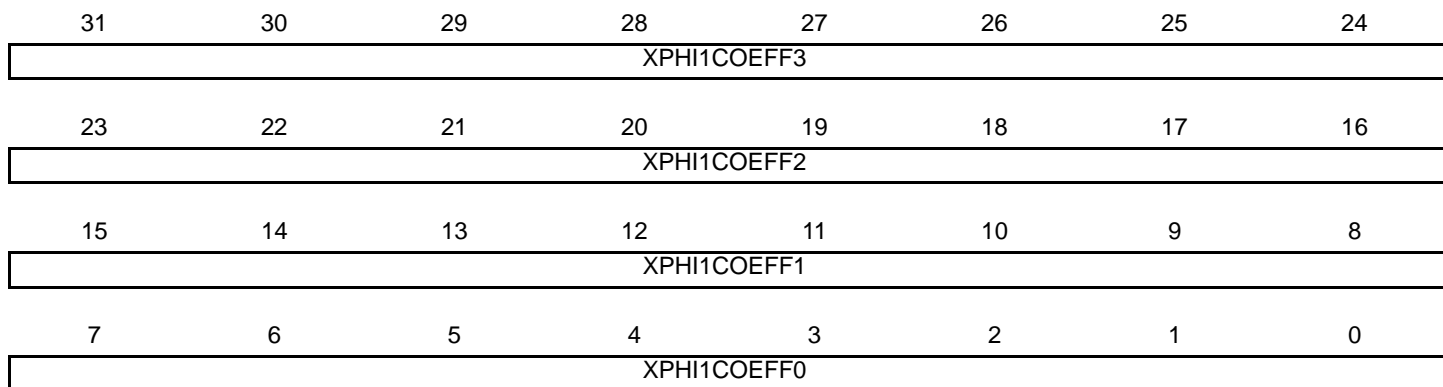 31 30 29 28 27 26 25 24
XPHI1COEFF3
23 22 21 20 19 18 17 16
XPHI1COEFF2
15 14 13 12 11 10 9 8
XPHI1COEFF1
7 6 5 4 3 2 1 0
XPHI1COEFF0